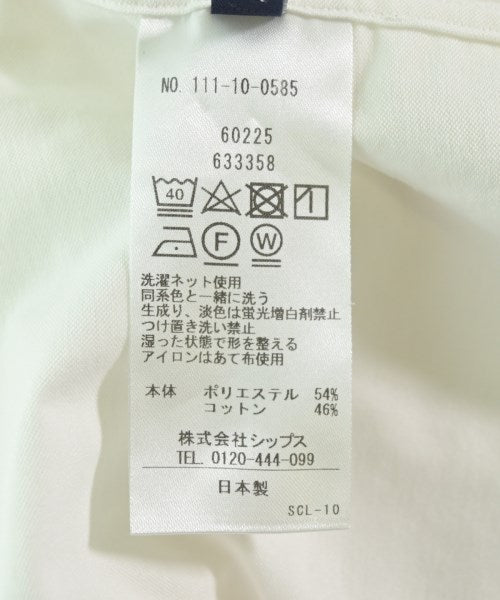 NO. 111-10-0585
60225
633358
40
F
W
洗濯ネット使用
同系色と一緒に洗う
生成り、淡色は蛍光増白剤禁止
つけ置き洗い禁止
湿った状態で形を整える
アイロンはあて布使用
本体 ポリエステル 54%
コットン 46%
株式会社シップス
TEL. 0120-444-099
日本製
SCL-10